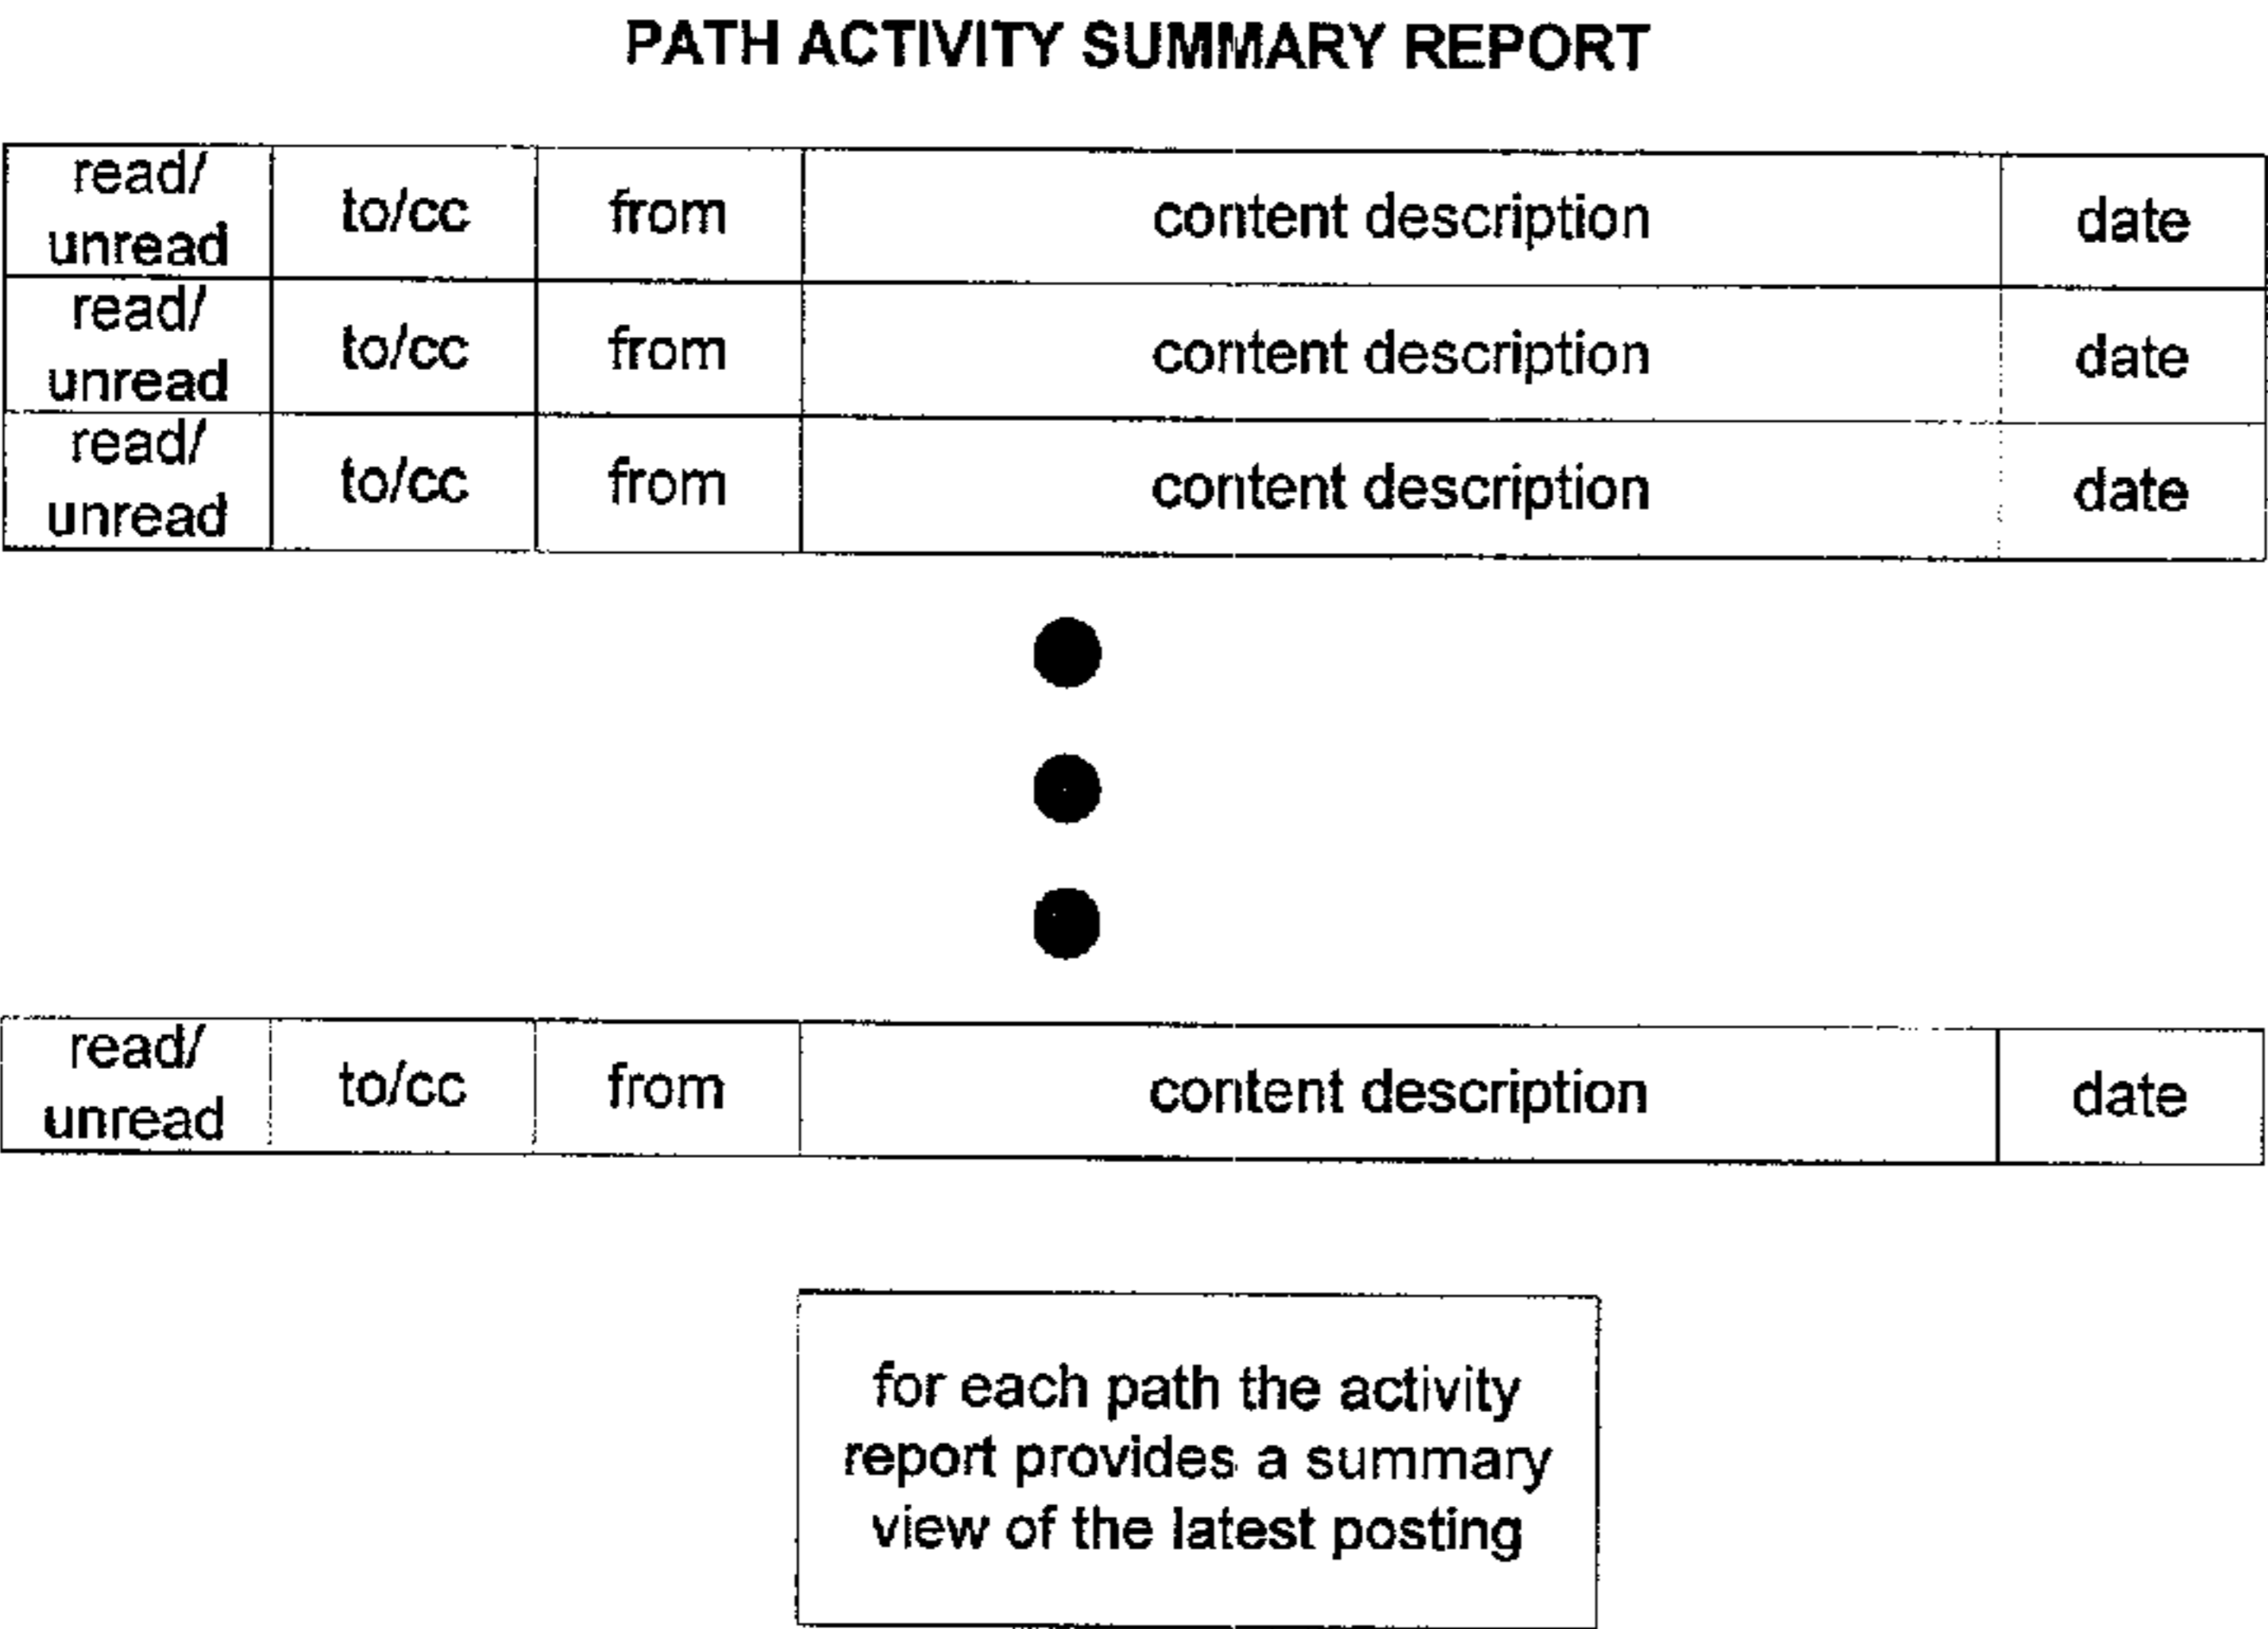 PATH ACTIVITY SUMMARY REPORT
read/ unread to/cc from content description date
read/ unread to/cc from content description date
read/ unread to/cc from content description date
read/ unread to/cc from content description date
for each path the activity
report provides a summary
view of the latest posting